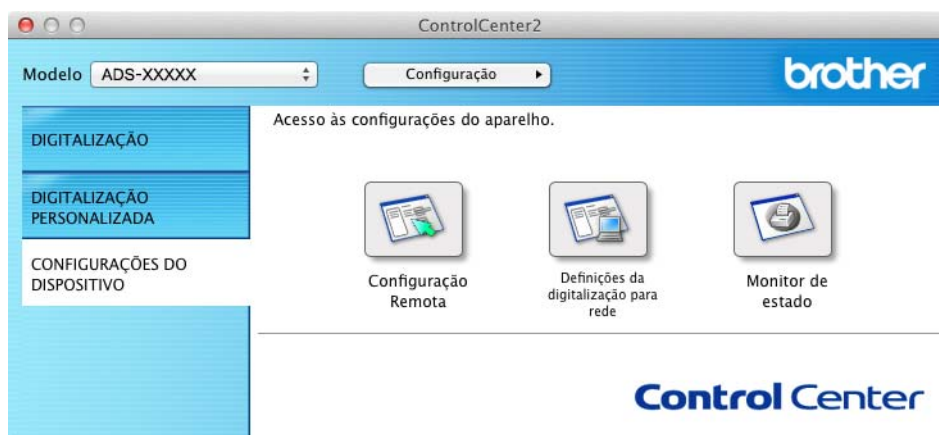 ControlCenter2
Modelo ADS-XXXXX Configuração brother
DIGITALIZAÇÃO
DIGITALIZAÇÃO
PERSONALIZADA
CONFIGURAÇÕES DO
DISPOSITIVO
Acesso às configurações do aparelho.
Configuração
Remota
Definições da
digitalização para
rede
Monitor de
estado
Control Center